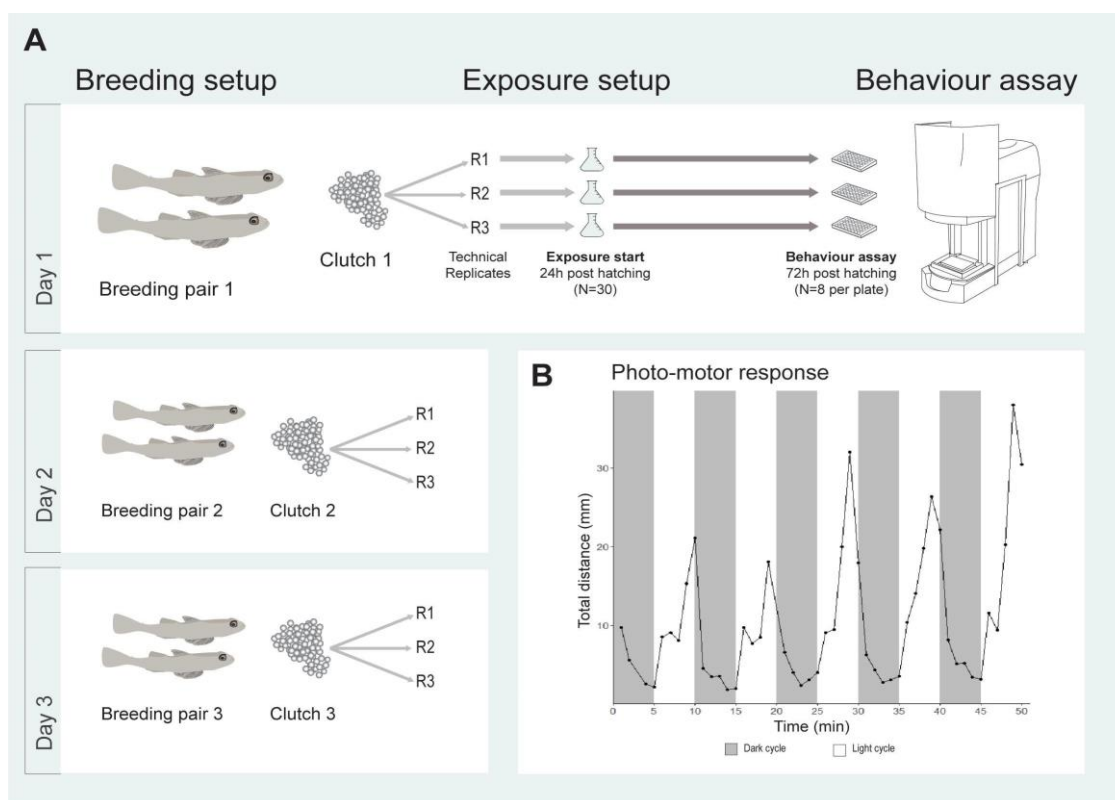 A
Breeding setup
Exposure setup
Behaviour assay
Day 1
Breeding pair 1
Clutch 1
R1
R2
R3
Technical
Replicates
Exposure start
24h post hatching
(N=30)
Behaviour assay
72h post hatching
(N=8 per plate)
Day 2
Breeding pair 2
Clutch 2
R1
R2
R3
Day 3
Breeding pair 3
Clutch 3
R1
R2
R3
B
Photo-motor response
Total distance (mm)
30
20
10
0 5 10 15 20 25 30 35 40 45 50
Time (min)
Dark cycle
Light cycle